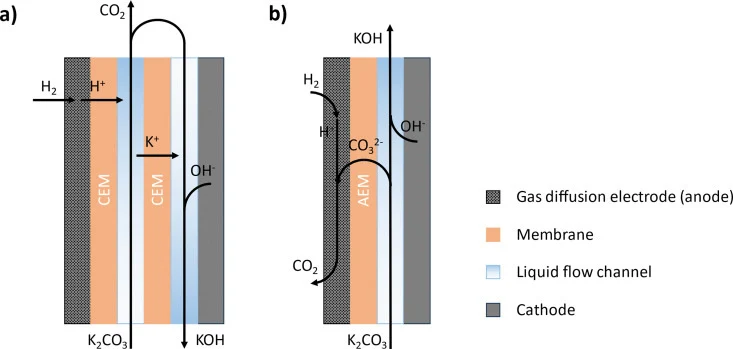 a)
CO₂
H₂
H⁺
K⁺
OH⁻
CEM
CEM
K₂CO₃
KOH
b)
KOH
H₂
H⁺
OH⁻
CO₃²⁻
AEM
CO₂
K₂CO₃
Gas diffusion electrode (anode)
Membrane
Liquid flow channel
Cathode